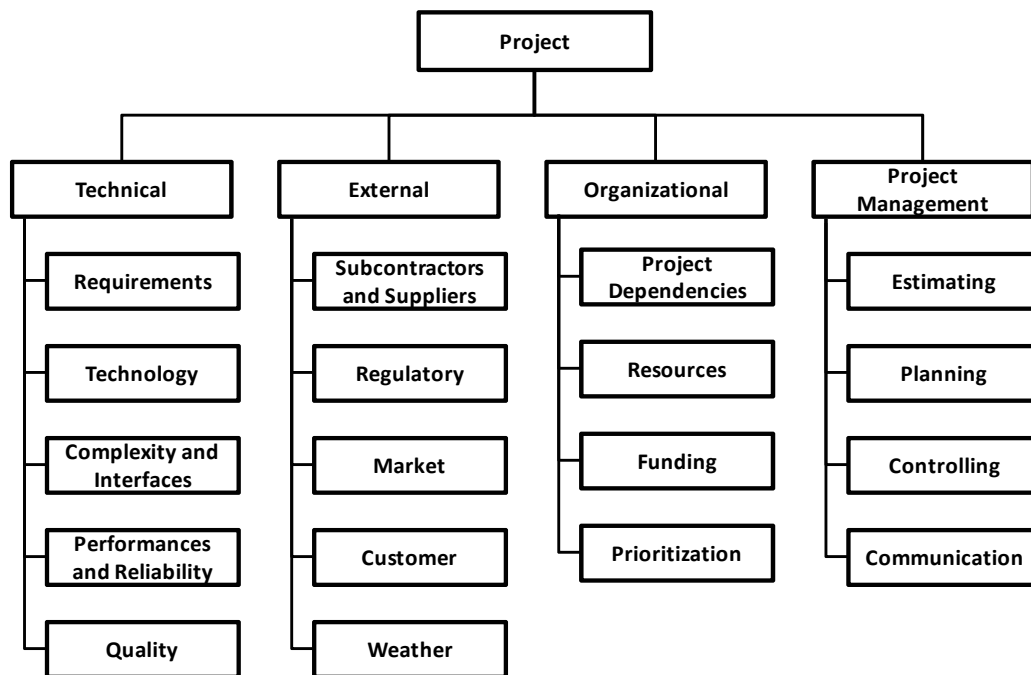 Project
Technical
External
Organizational
Project
Management
Requirements
Technology
Complexity and
Interfaces
Performances
and Reliability
Quality
Subcontractors
and Suppliers
Regulatory
Market
Customer
Weather
Project
Dependencies
Resources
Funding
Prioritization
Estimating
Planning
Controlling
Communication